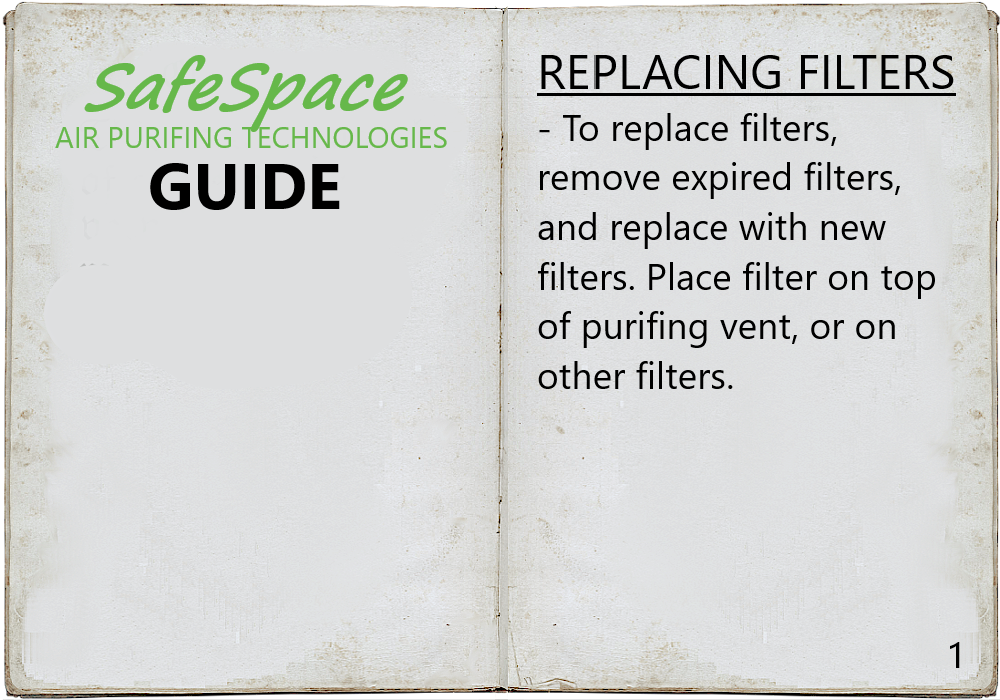 SafeSpace
AIR PURIFING TECHNOLOGIES
GUIDE
REPLACING FILTERS
- To replace filters,
remove expired filters,
and replace with new
filters. Place filter on top
of purifing vent, or on
other filters.
1